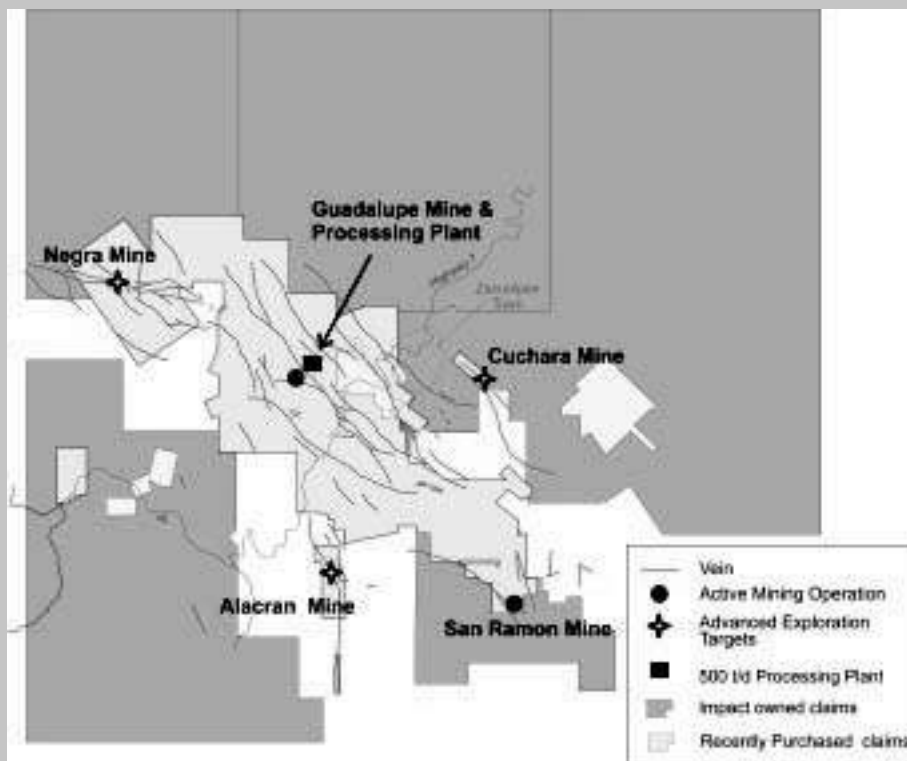 Guadalupe Mine &
Processing Plant
Negra Mine
Highway
Cuchara Mine
Alacran Mine
San Ramon Mine
Vein
Active Mining Operation
Advanced Exploration
Targets
500 t/d Processing Plant
Impact owned claims
Recently Purchased claims